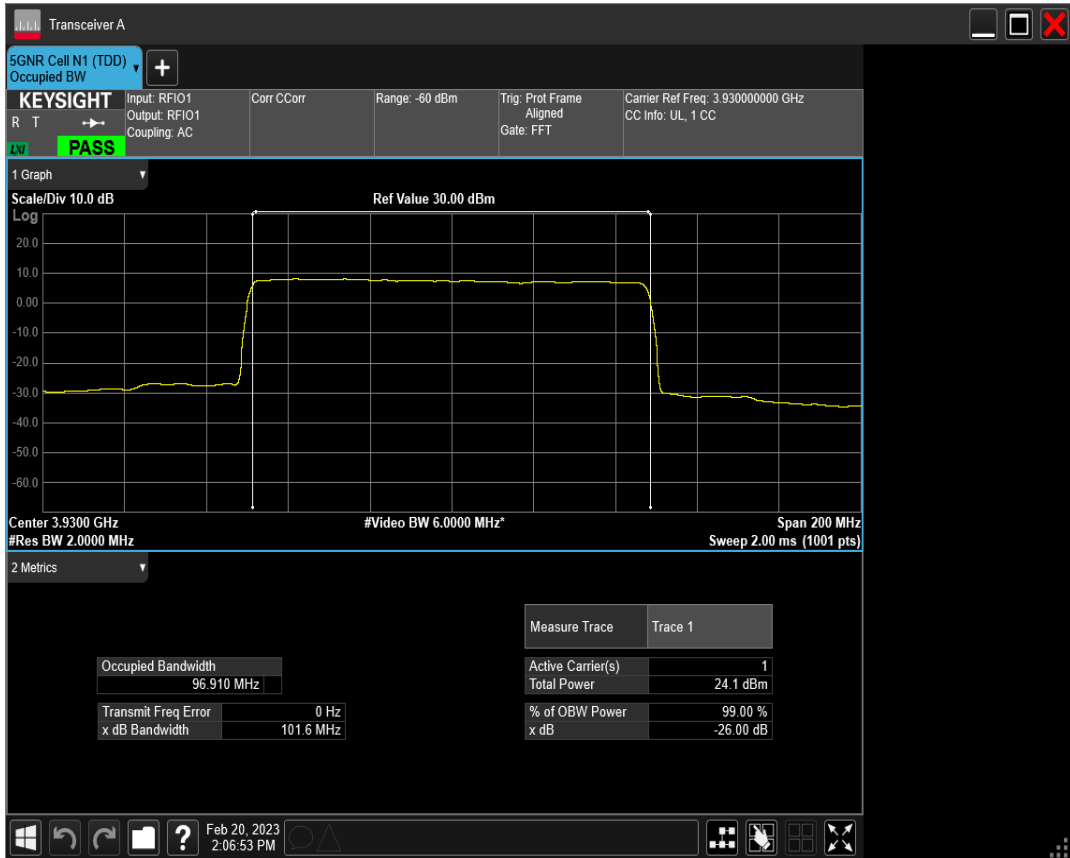 Transceiver A
5GNR Cell N1 (TDD)
Occupied BW
+
KEYSIGHT
R T
LXI
PASS
Input: RFIO1
Output: RFIO1
Coupling: AC
Corr CCorr
Range: -60 dBm
Trig: Prot Frame
Aligned
Gate: FFT
Carrier Ref Freq: 3.930000000 GHz
CC Info: UL, 1 CC
1 Graph
Scale/Div 10.0 dB
Ref Value 30.00 dBm
Log
20.0
10.0
0.00
-10.0
-20.0
-30.0
-40.0
-50.0
-60.0
Center 3.9300 GHz
#Video BW 6.0000 MHz*
Span 200 MHz
#Res BW 2.0000 MHz
Sweep 2.00 ms (1001 pts)
2 Metrics
Measure Trace Trace 1
Occupied Bandwidth
96.910 MHz
Active Carrier(s) 1
Total Power 24.1 dBm
Transmit Freq Error 0 Hz
x dB Bandwidth 101.6 MHz
% of OBW Power 99.00 %
x dB -26.00 dB
?
Feb 20, 2023
2:06:53 PM